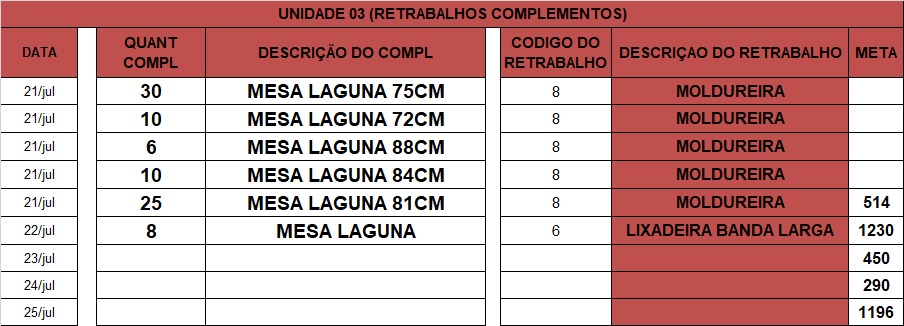 UNIDADE 03 (RETRABALHOS COMPLEMENTOS)
DATA QUANT COMPL DESCRIÇÃO DO COMPL CODIGO DO RETRABALHO DESCRIÇAO DO RETRABALHO META
21/jul 30 MESA LAGUNA 75CM 8 MOLDUREIRA
21/jul 10 MESA LAGUNA 72CM 8 MOLDUREIRA
21/jul 6 MESA LAGUNA 88CM 8 MOLDUREIRA
21/jul 10 MESA LAGUNA 84CM 8 MOLDUREIRA
21/jul 25 MESA LAGUNA 81CM 8 MOLDUREIRA 514
22/jul 8 MESA LAGUNA 6 LIXADEIRA BANDA LARGA 1230
23/jul 450
24/jul 290
25/jul 1196